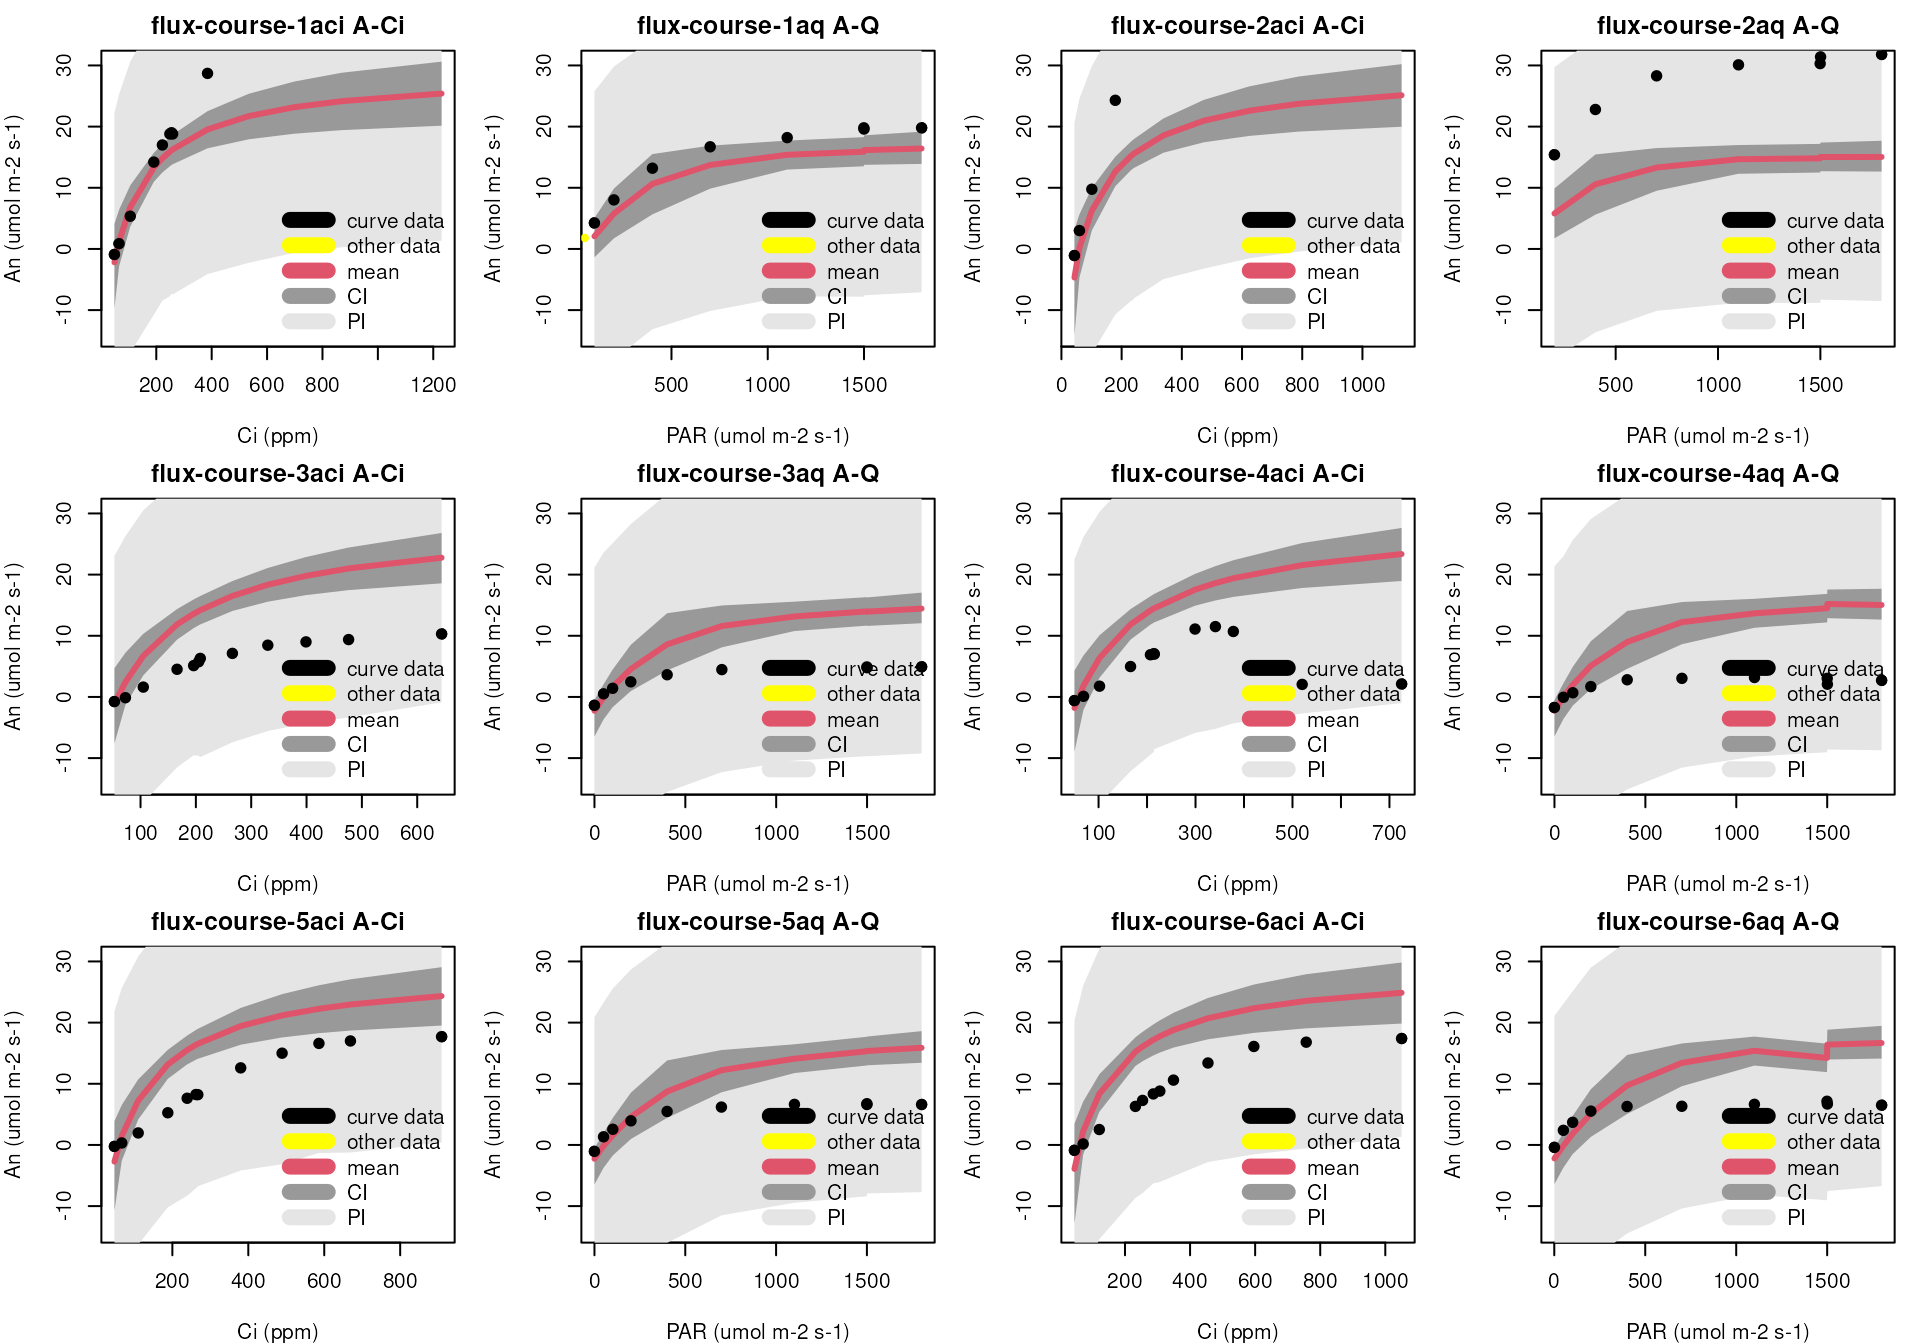 flux-course-1aci A-Ci
An (umol m-2 s-1)
30
20
10
0
-10
curve data
other data
mean
CI
PI
200 400 600 800 1200
Ci (ppm)
flux-course-1aq A-Q
An (umol m-2 s-1)
30
20
10
0
-10
curve data
other data
mean
CI
PI
500 1000 1500
PAR (umol m-2 s-1)
flux-course-2aci A-Ci
An (umol m-2 s-1)
30
20
10
0
-10
curve data
other data
mean
CI
PI
0 200 400 600 800 1000
Ci (ppm)
flux-course-2aq A-Q
An (umol m-2 s-1)
30
20
10
0
-10
curve data
other data
mean
CI
PI
500 1000 1500
PAR (umol m-2 s-1)
flux-course-3aci A-Ci
An (umol m-2 s-1)
30
20
10
0
-10
curve data
other data
mean
CI
PI
100 200 300 400 500 600
Ci (ppm)
flux-course-3aq A-Q
An (umol m-2 s-1)
30
20
10
0
-10
curve data
other data
mean
CI
PI
0 500 1000 1500
PAR (umol m-2 s-1)
flux-course-4aci A-Ci
An (umol m-2 s-1)
30
20
10
0
-10
curve data
other data
mean
CI
PI
100 300 500 700
Ci (ppm)
flux-course-4aq A-Q
An (umol m-2 s-1)
30
20
10
0
-10
curve data
other data
mean
CI
PI
0 500 1000 1500
PAR (umol m-2 s-1)
flux-course-5aci A-Ci
An (umol m-2 s-1)
30
20
10
0
-10
curve data
other data
mean
CI
PI
200 400 600 800
Ci (ppm)
flux-course-5aq A-Q
An (umol m-2 s-1)
30
20
10
0
-10
curve data
other data
mean
CI
PI
0 500 1000 1500
PAR (umol m-2 s-1)
flux-course-6aci A-Ci
An (umol m-2 s-1)
30
20
10
0
-10
curve data
other data
mean
CI
PI
200 400 600 800 1000
Ci (ppm)
flux-course-6aq A-Q
An (umol m-2 s-1)
30
20
10
0
-10
curve data
other data
mean
CI
PI
0 500 1000 1500
PAR (umol m-2 s-1)